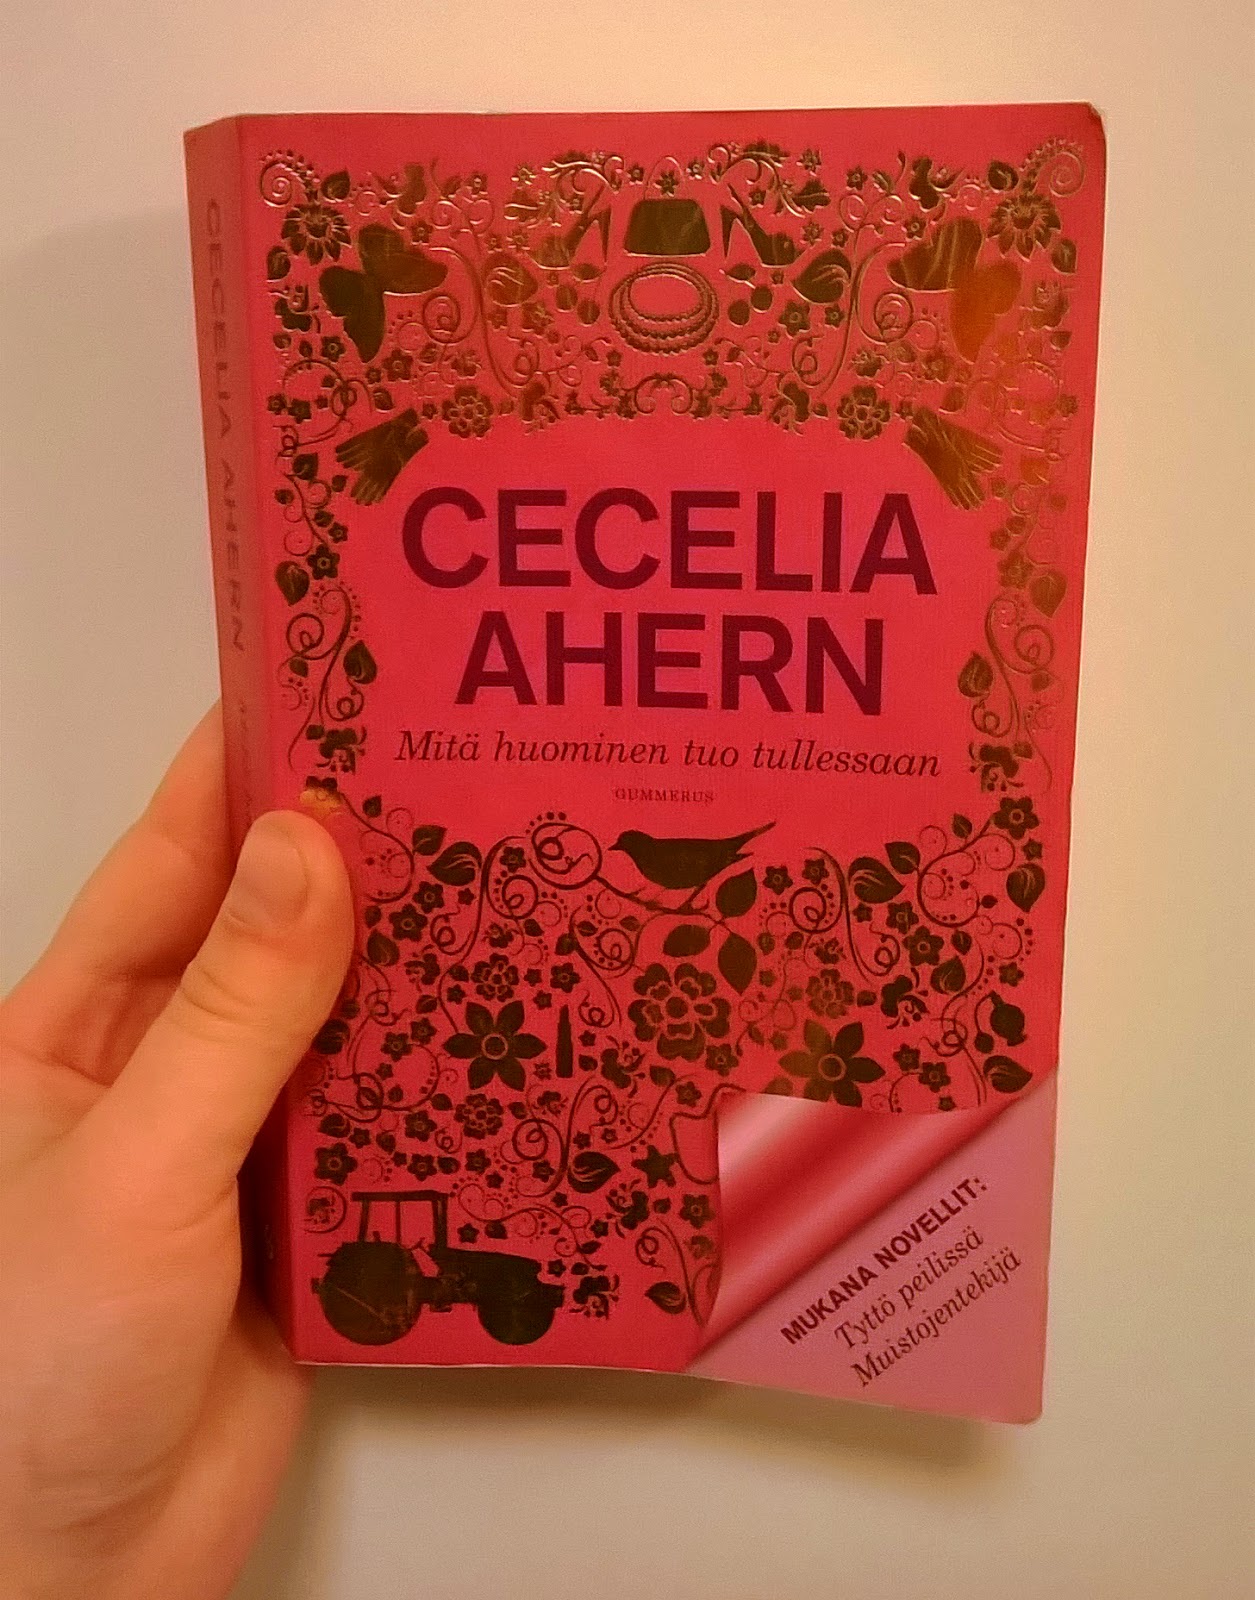 CECELIA AHERN
CECELIA
AHERN
Mitä huominen tuo tullessaan
GUMMERUS
MUKANA NOVELLIT:
Tyttö peilissä
Muistojentekijä